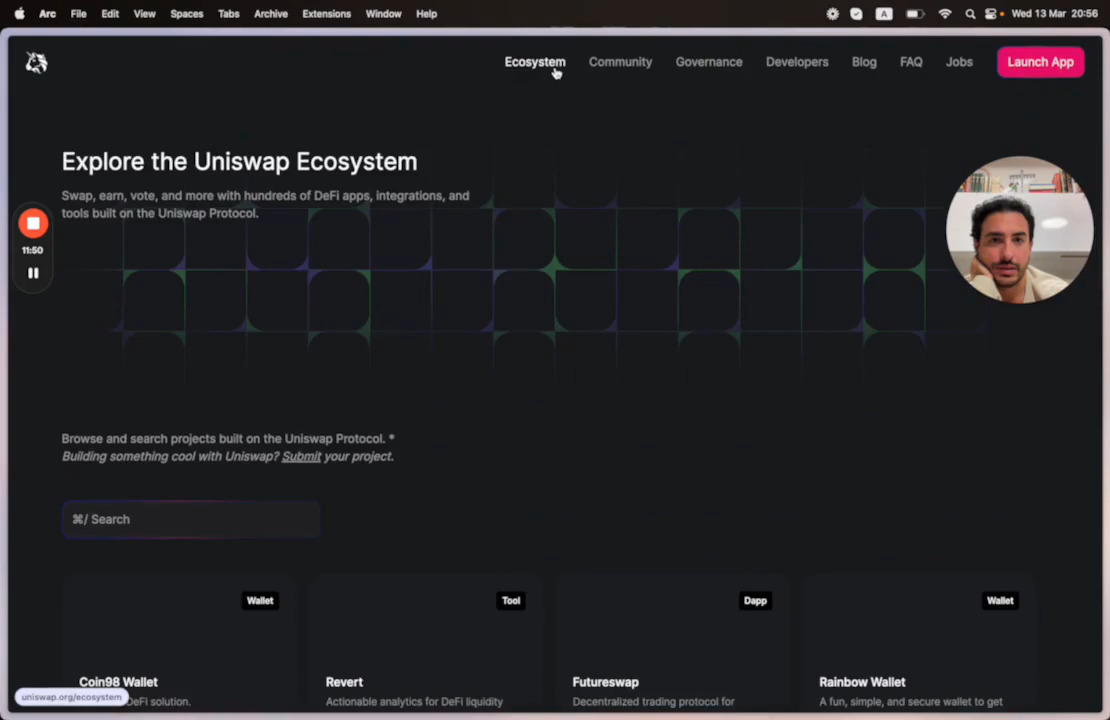 Arc File Edit View Spaces Tabs Archive Extensions Window Help
A
Wed 13 Mar 20:56
Ecosystem Community Governance Developers Blog FAQ Jobs Launch App
Explore the Uniswap Ecosystem
Swap, earn, vote, and more with hundreds of DeFi apps, integrations, and
tools built on the Uniswap Protocol.
11:50
Browse and search projects built on the Uniswap Protocol. *
Building something cool with Uniswap? Submit your project.
⌘/ Search
Wallet
Coin98 Wallet
DeFi solution.
Tool
Revert
Actionable analytics for DeFi liquidity
Dapp
Futureswap
Decentralized trading protocol for
Wallet
Rainbow Wallet
A fun, simple, and secure wallet to get
uniswap.org/ecosystem